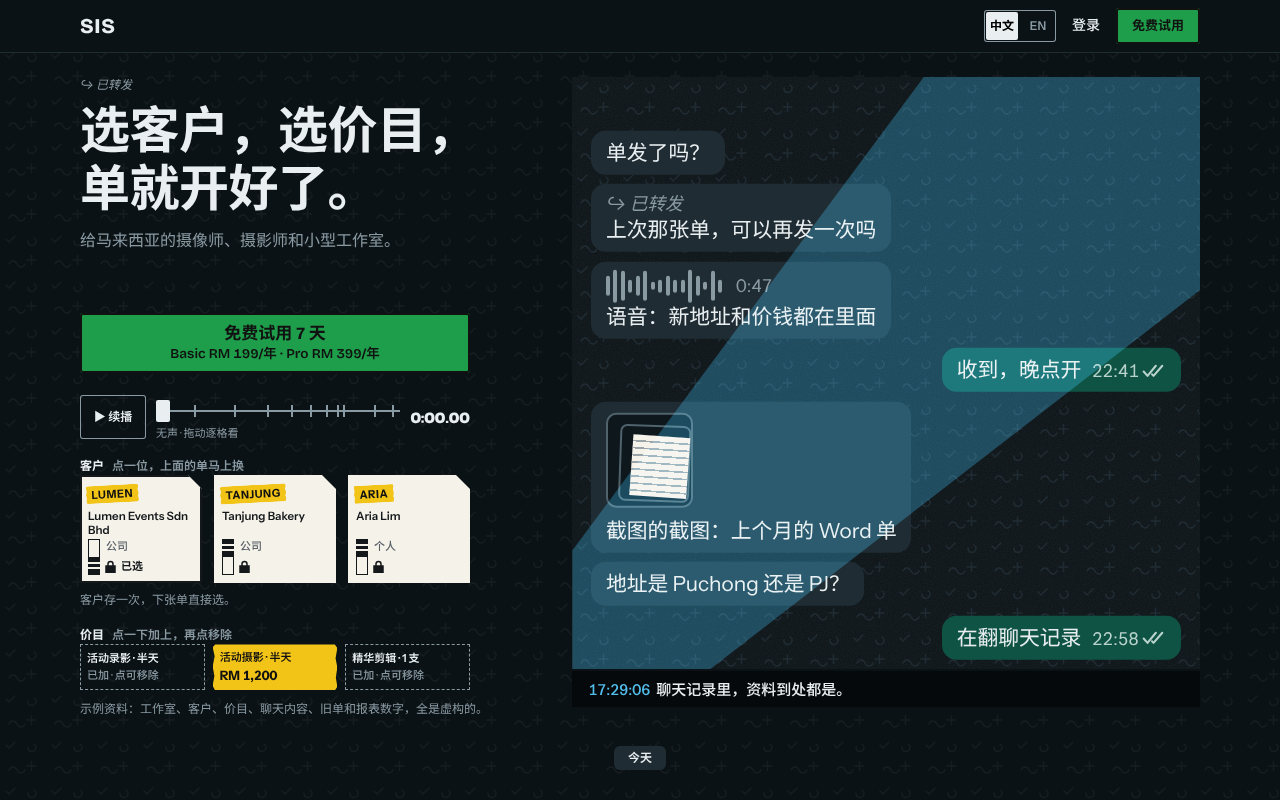 SIS
中文 EN 登录 免费试用
↪ 已转发
选客户，选价目，
单就开好了。
给马来西亚的摄像师、摄影师和小型工作室。
免费试用 7 天
Basic RM 199/年 · Pro RM 399/年
▶ 续播
0:00.00
无声·拖动逐格看
客户 点一位，上面的单马上换
LUMEN
Lumen Events Sdn
Bhd
公司
已选
TANJUNG
Tanjung Bakery
公司
ARIA
Aria Lim
个人
客户存一次，下张单直接选。
价目 点一下加上，再点移除
活动录影·半天
已加·点可移除
活动摄影·半天
RM 1,200
精华剪辑·1支
已加·点可移除
示例资料：工作室、客户、价目、聊天内容、旧单和报表数字，全是虚构的。
单发了吗？
↪ 已转发
上次那张单，可以再发一次吗
0:47
语音：新地址和价钱都在里面
收到，晚点开 22:41
截图的截图：上个月的 Word 单
地址是 Puchong 还是 PJ？
在翻聊天记录 22:58
17:29:06 聊天记录里，资料到处都是。
今天